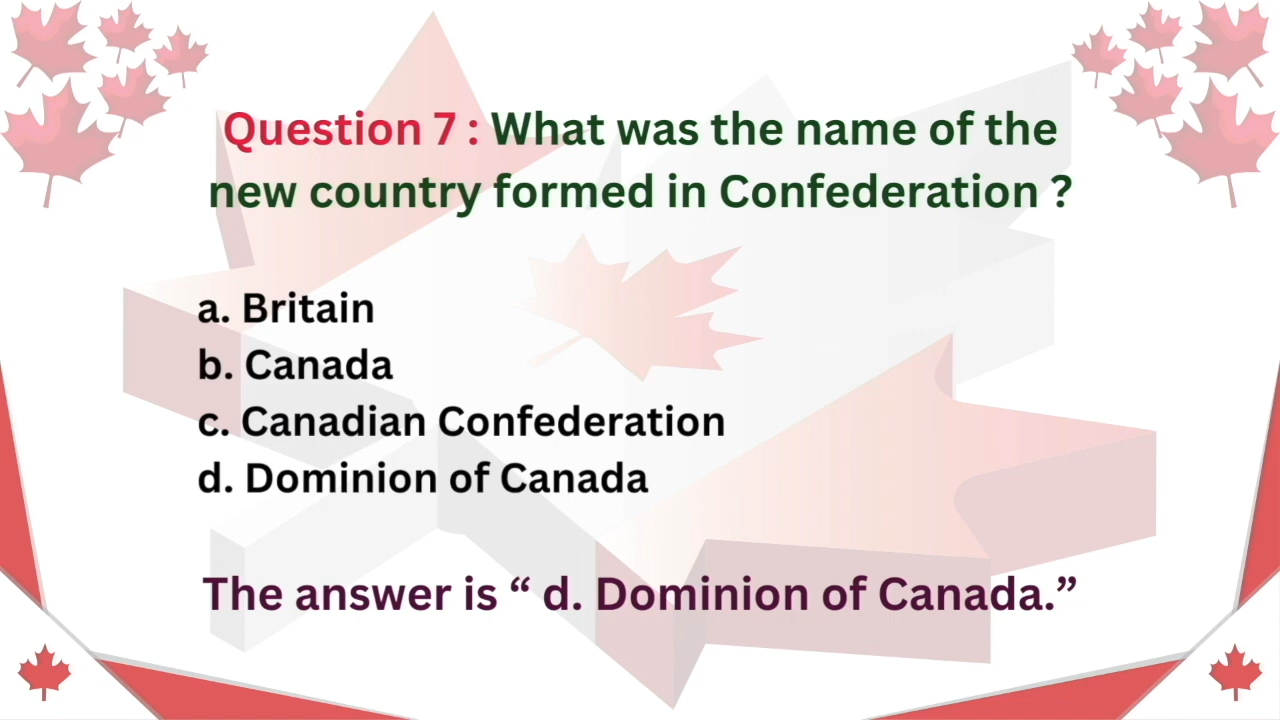 Question 7 : What was the name of the
new country formed in Confederation ?
a. Britain
b. Canada
c. Canadian Confederation
d. Dominion of Canada
The answer is “ d. Dominion of Canada.”